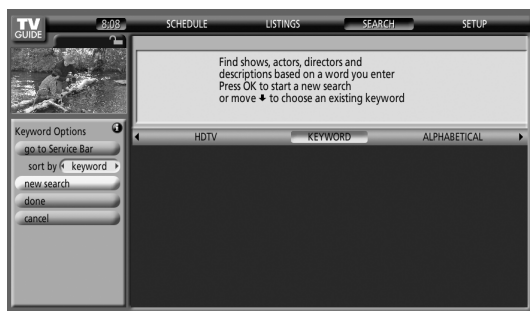 TV
GUIDE
8:08
SCHEDULE LISTINGS SEARCH SETUP
Find shows, actors, directors and
descriptions based on a word you enter
Press OK to start a new search
or move ⬇ to choose an existing keyword
HDTV KEYWORD ALPHABETICAL
Keyword Options
go to Service Bar
sort by keyword
new search
done
cancel